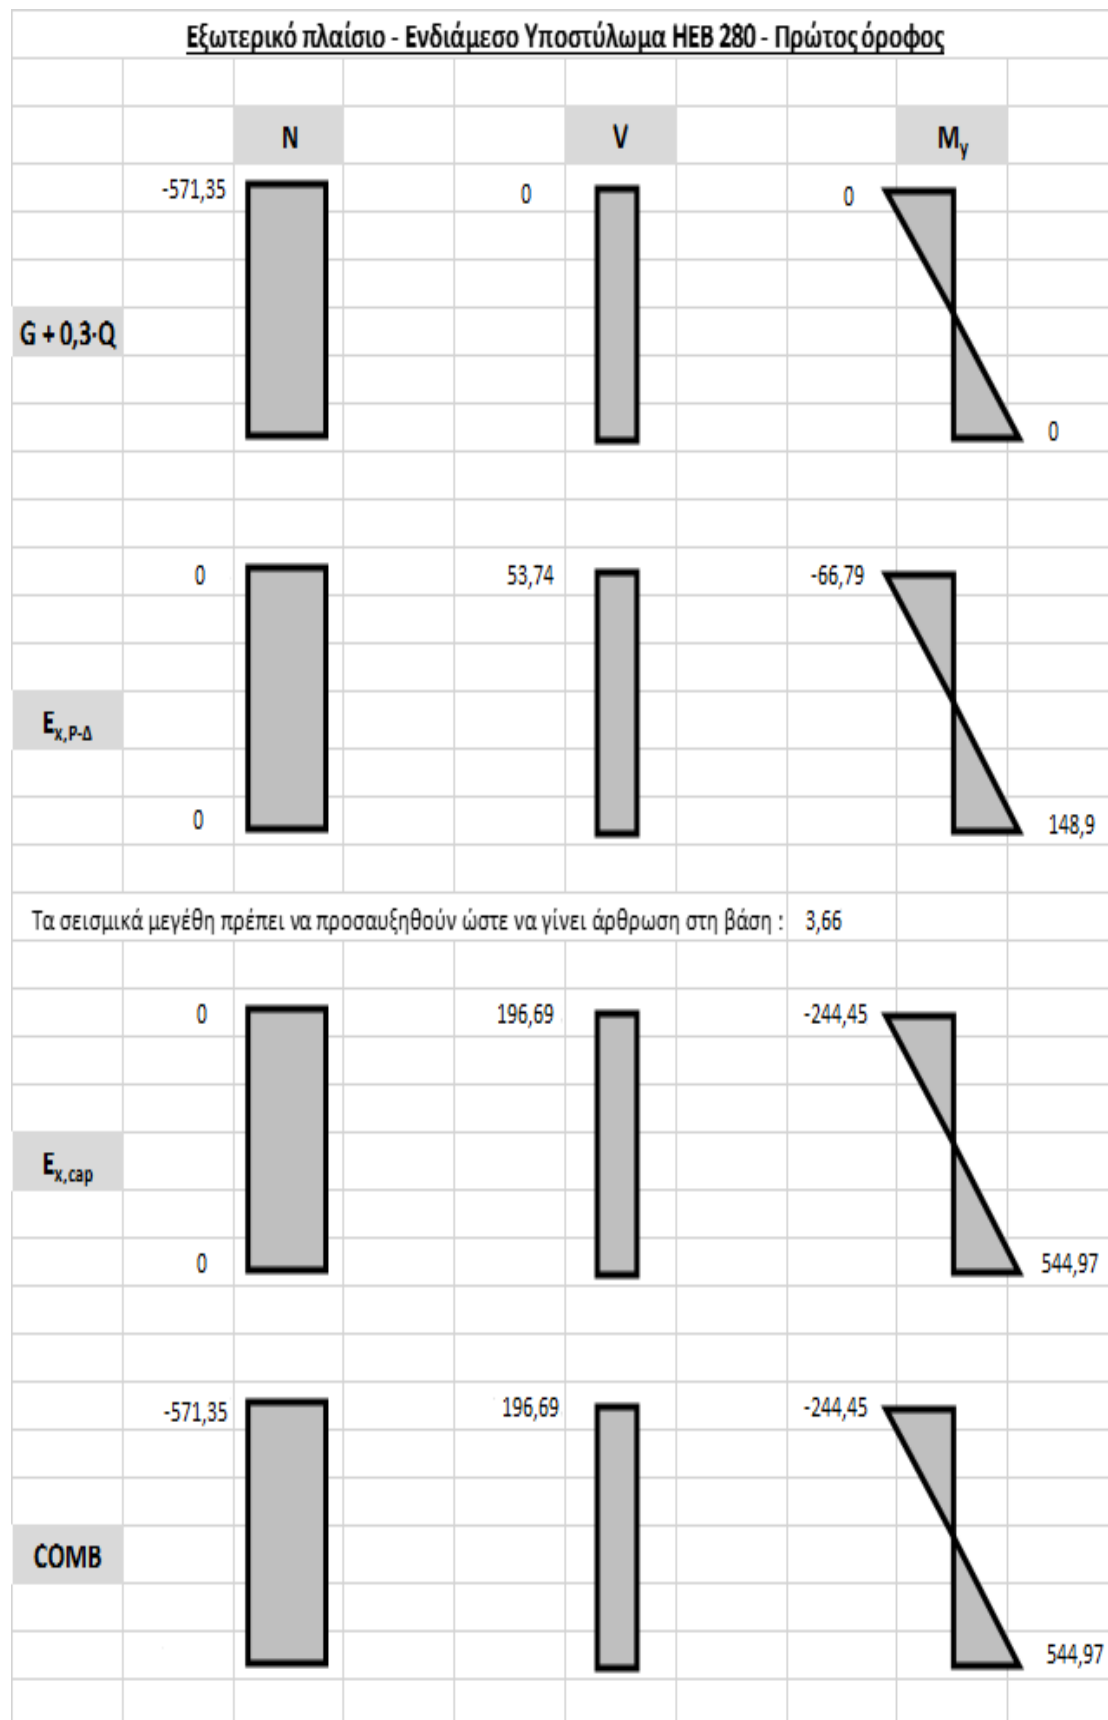 Εξωτερικό πλαίσιο - Ενδιάμεσο Υποστύλωμα HEB 280 - Πρώτος όροφος
N V My
-571,35 0 0
G + 0,3·Q
0
0 53,74 -66,79
Ex,P-Δ
0 148,9
Τα σεισμικά μεγέθη πρέπει να προσαυξηθούν ώστε να γίνει άρθρωση στη βάση : 3,66
0 196,69 -244,45
Ex,cap
0 544,97
-571,35 196,69 -244,45
COMB
544,97